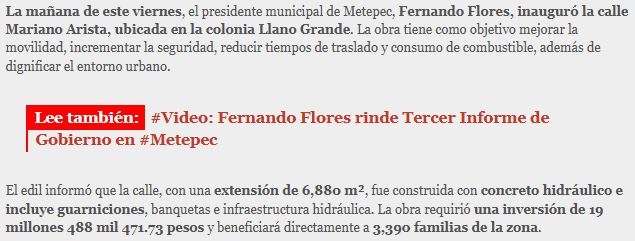 La mañana de este viernes, el presidente municipal de Metepec, Fernando Flores, inauguró la calle
Mariano Arista, ubicada en la colonia Llano Grande. La obra tiene como objetivo mejorar la
movilidad, incrementar la seguridad, reducir tiempos de traslado y consumo de combustible, además de
dignificar el entorno urbano.
Lee también: #Video: Fernando Flores rinde Tercer Informe de
Gobierno en #Metepec
El edil informó que la calle, con una extensión de 6,880 m², fue construida con concreto hidráulico e
incluye guarniciones, banquetas e infraestructura hidráulica. La obra requirió una inversión de 19
millones 488 mil 471.73 pesos y beneficiará directamente a 3,390 familias de la zona.